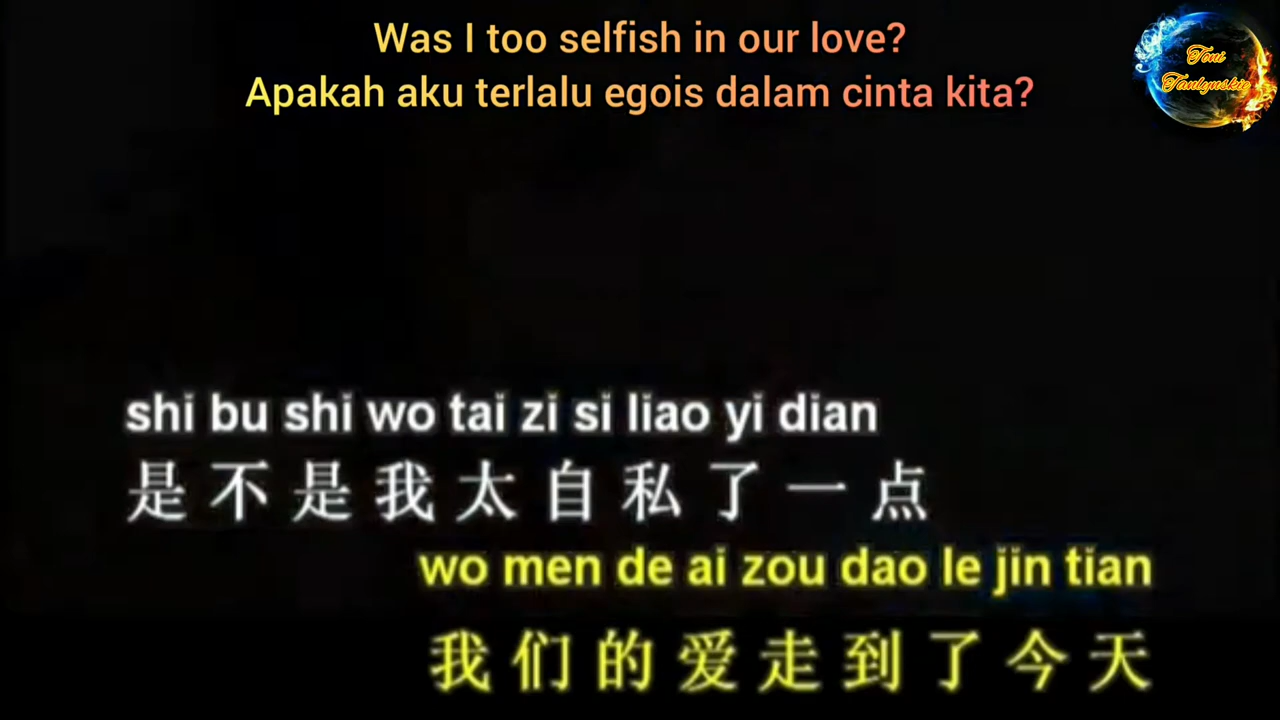 Was I too selfish in our love?
Apakah aku terlalu egois dalam cinta kita?
Toni
Tanlynskie
shi bu shi wo tai zi si liao yi dian
是不是我太自私了一点
wo men de ai zou dao le jin tian
我们的爱走到了今天